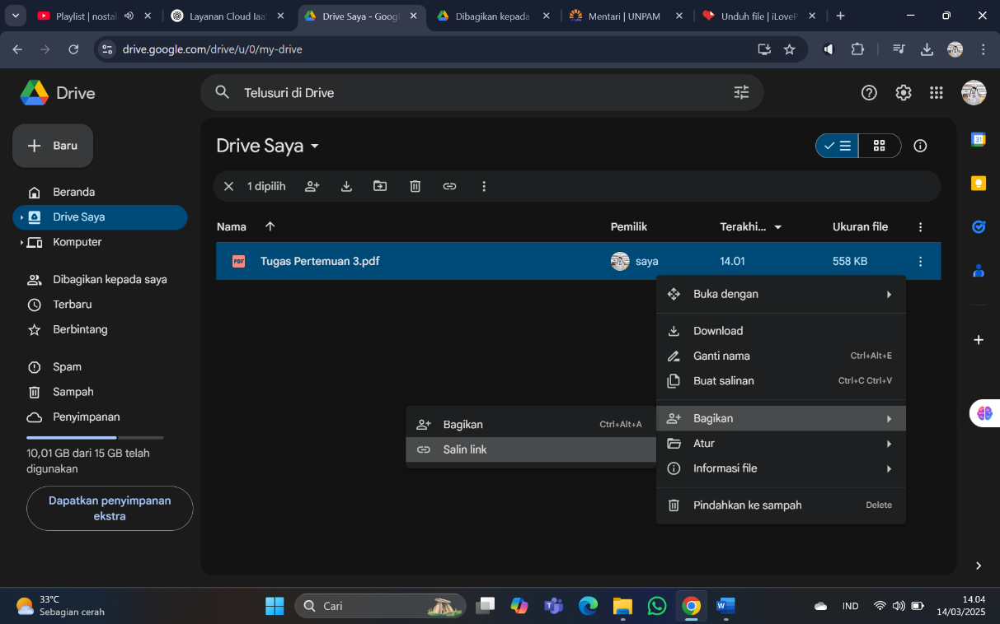 Playlist | nostal
Layanan Cloud Iaa
Drive Saya - Goog
Dibagikan kepada
Mentari | UNPAM
Unduh file | iLoveP
drive.google.com/drive/u/0/my-drive
Drive
Telusuri di Drive
Baru
Drive Saya
31
1 dipilih
Beranda
Drive Saya
Komputer
Dibagikan kepada saya
Terbaru
Berbintang
Spam
Sampah
Penyimpanan
10,01 GB dari 15 GB telah
digunakan
Dapatkan penyimpanan
ekstra
Nama
Pemilik
Terakhi...
Ukuran file
PDF
Tugas Pertemuan 3.pdf
saya
14.01
558 KB
Buka dengan
Download
Ganti nama Ctrl+Alt+E
Buat salinan Ctrl+C Ctrl+V
Bagikan
Atur
Informasi file
Pindahkan ke sampah Delete
Bagikan Ctrl+Alt+A
Salin link
33°C
Sebagian cerah
Cari
IND
14.04
14/03/2025